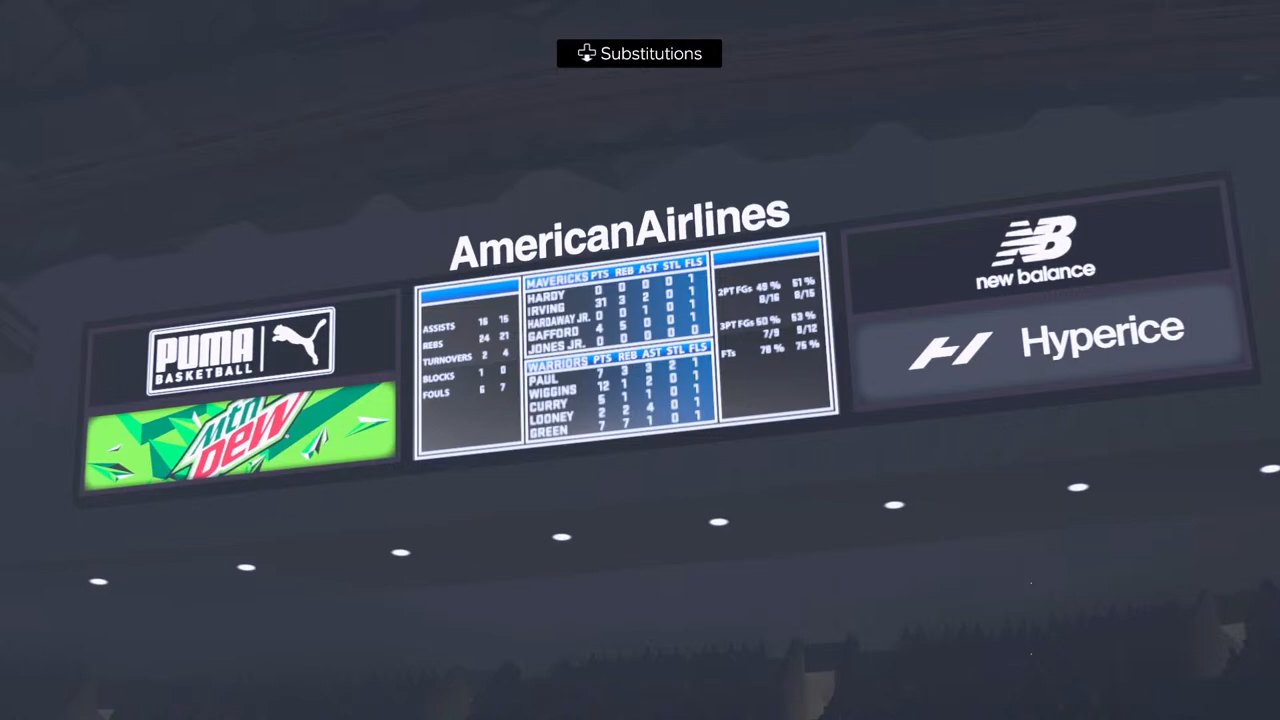 Substitutions
AmericanAirlines
PUMA
BASKETBALL
mtn
DEW
ASSISTS 16 15
REBS 24 21
TURNOVERS 2 4
BLOCKS 1 0
FOULS 6 7
MAVERICKS PTS REB AST STL FLS
HARDY 0 0 0 0 1
IRVING 31 3 2 0 1
HARDAWAY JR. 0 0 1 0 1
GAFFORD 4 5 0 0 1
JONES JR. 0 0 0 0 0
WARRIORS PTS REB AST STL FLS
PAUL 7 3 3 2 1
WIGGINS 12 1 2 0 1
CURRY 5 1 1 0 1
LOONEY 2 2 4 0 1
GREEN 7 7 1 0 1
2PT FGs 49 % 51 %
3PT FGs 50 % 53 %
7/9 9/12
FTs 78 % 75 %
NB
new balance
Hyperice